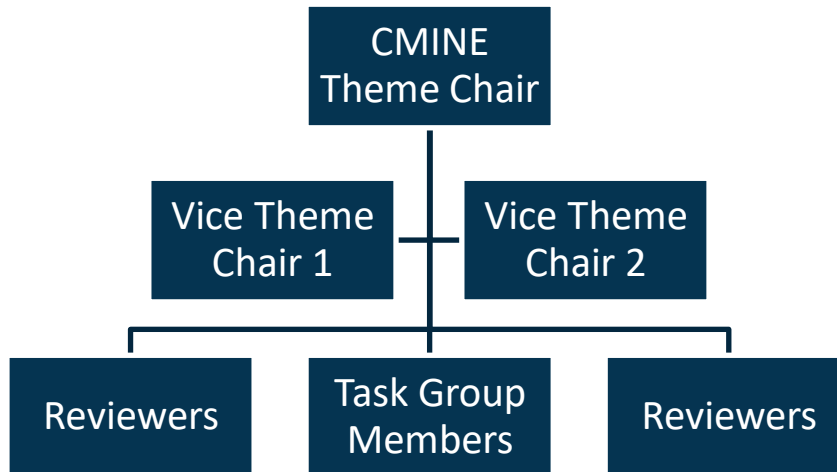 CMINE
Theme Chair
Vice Theme
Chair 1
Vice Theme
Chair 2
Reviewers
Task Group
Members
Reviewers